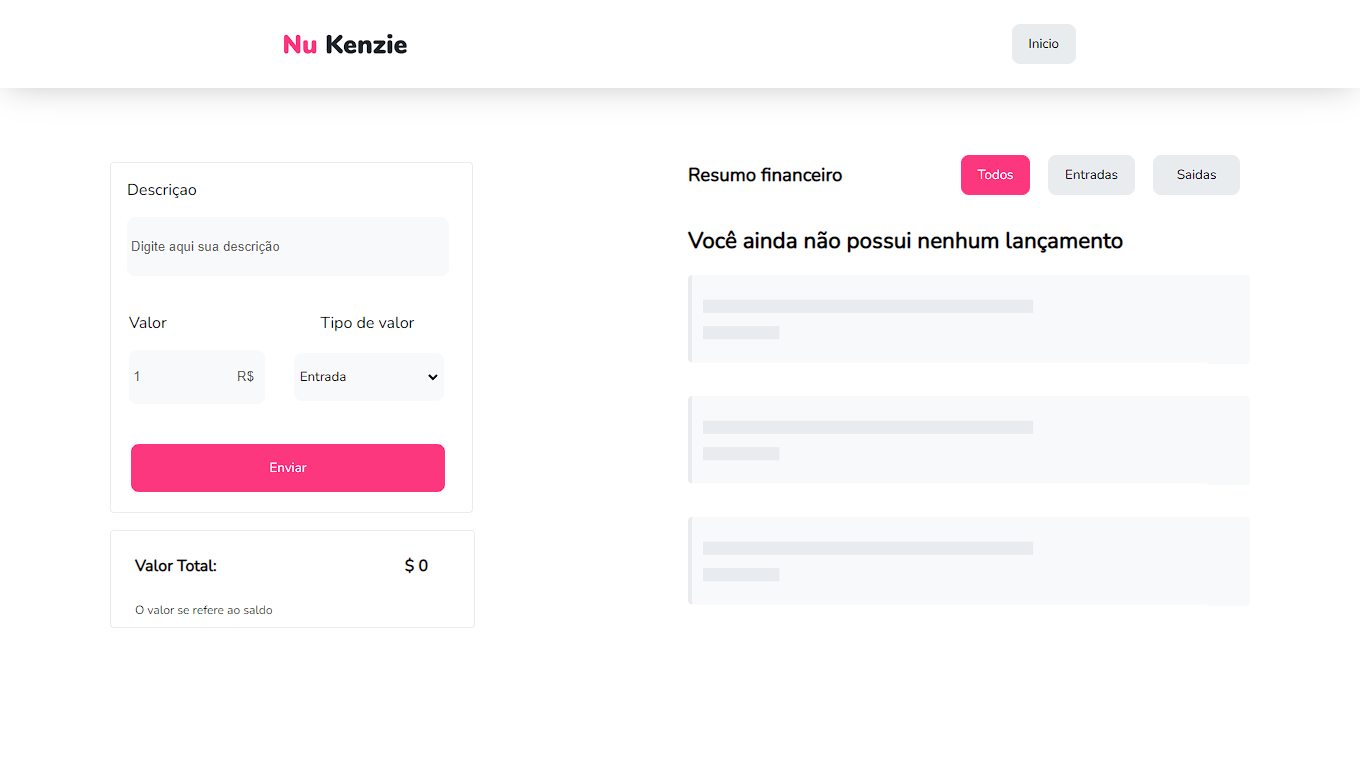 Nu Kenzie
Inicio
Descriçao
Digite aqui sua descrição
Valor
Tipo de valor
1 R$
Entrada
Enviar
Valor Total:
$ 0
O valor se refere ao saldo
Resumo financeiro
Todos
Entradas
Saidas
Você ainda não possui nenhum lançamento